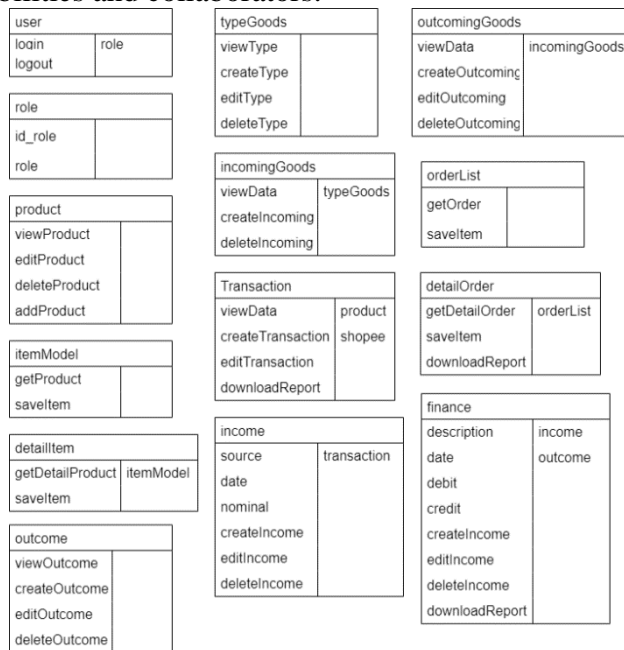 user
login role
logout
role
id_role
role
product
viewProduct
editProduct
deleteProduct
addProduct
itemModel
getProduct
saveItem
detailItem
getDetailProduct itemModel
saveItem
outcome
viewOutcome
createOutcome
editOutcome
deleteOutcome
typeGoods
viewType
createType
editType
deleteType
incomingGoods
viewData typeGoods
createIncoming
deleteIncoming
Transaction
viewData product
createTransaction shopee
editTransaction
downloadReport
income
source transaction
date
nominal
createIncome
editIncome
deleteIncome
outcomingGoods
viewData incomingGoods
createOutcoming
editOutcoming
deleteOutcoming
orderList
getOrder
saveItem
detailOrder
getDetailOrder orderList
saveItem
downloadReport
finance
description income
date outcome
debit
credit
createIncome
editIncome
deleteIncome
downloadReport